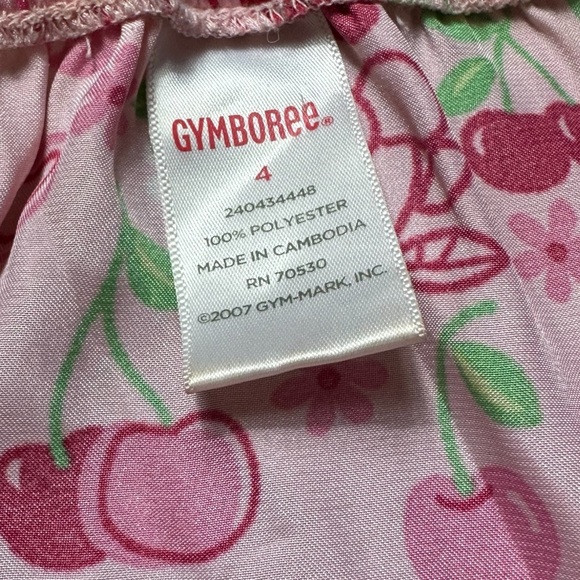 GYMBOREE®
4
240434448
100% POLYESTER
MADE IN CAMBODIA
RN 70530
©2007 GYM-MARK, INC.